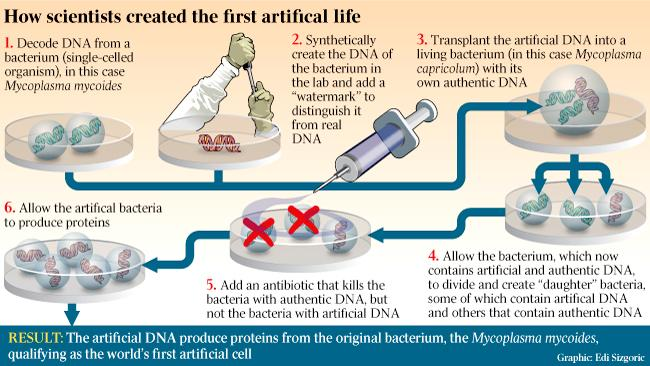 How scientists created the first artifical life
1. Decode DNA from a
bacterium (single-celled
organism), in this case
Mycoplasma mycoides
2. Synthetically
create the DNA of
the bacterium in
the lab and add a
“watermark” to
distinguish it
from real
DNA
3. Transplant the artificial DNA into a
living bacterium (in this case Mycoplasma
capricolum) with its
own authentic DNA
4. Allow the bacterium, which now
contains artificial and authentic DNA,
to divide and create “daughter” bacteria,
some of which contain artifical DNA
and others that contain authentic DNA
5. Add an antibiotic that kills the
bacteria with authentic DNA, but
not the bacteria with artificial DNA
6. Allow the artifical bacteria
to produce proteins
RESULT: The artificial DNA produce proteins from the original bacterium, the Mycoplasma mycoides,
qualifying as the world’s first artificial cell
Graphic: Edi Sizgoric